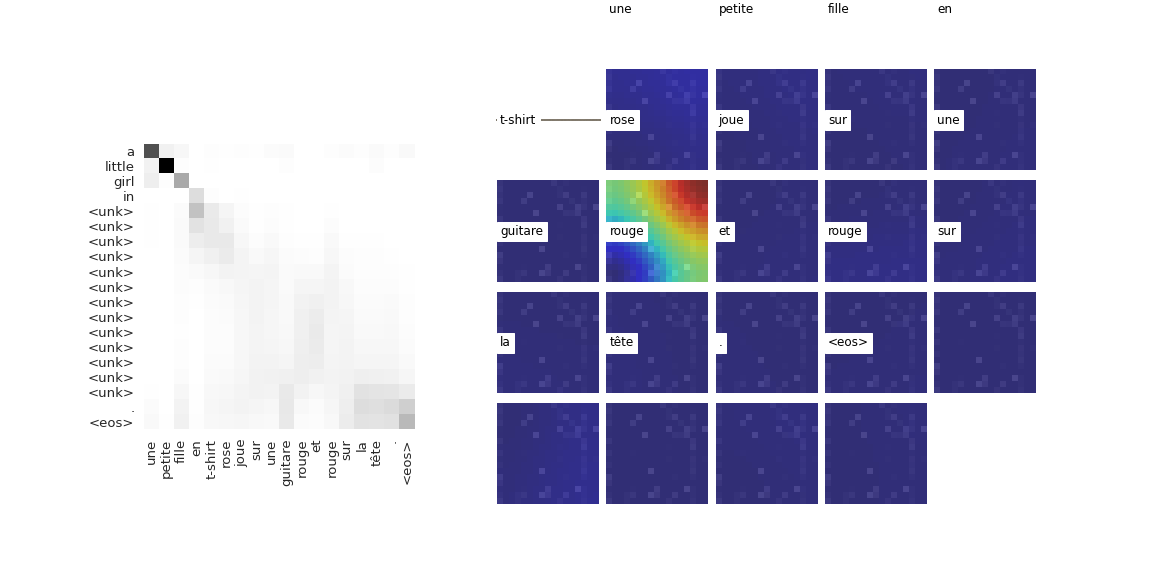 une petite fille en
t-shirt rose joue sur une
guitare rouge et rouge sur
la tête . <eos>
a
little
girl
in
<unk>
<unk>
<unk>
<unk>
<unk>
<unk>
<unk>
<unk>
<unk>
<unk>
<unk>
<unk>
<unk>
.
<eos>
une petite fille en t-shirt rose joue sur une guitare rouge et rouge sur la tête . <eos>